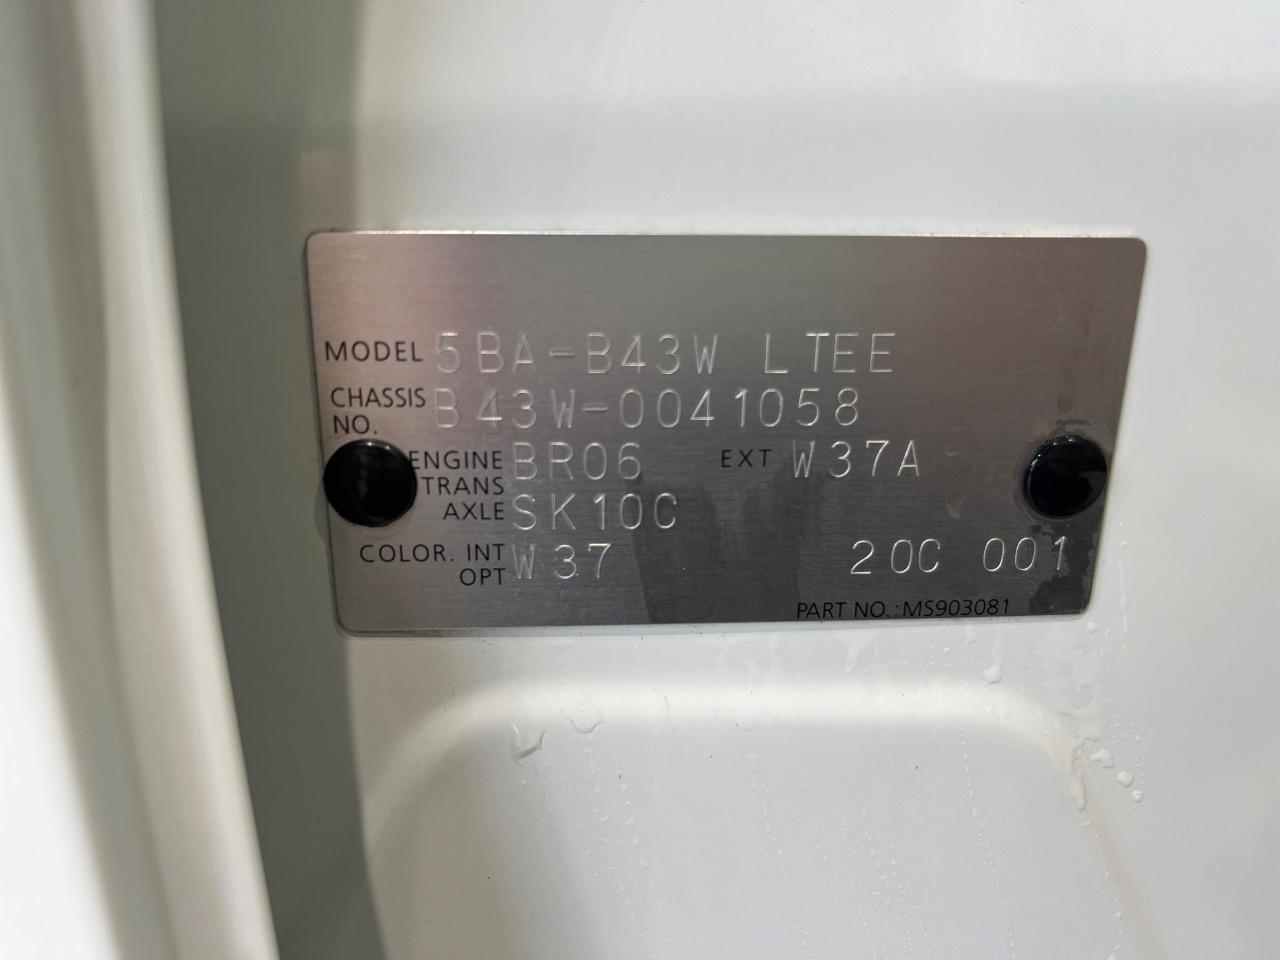 MODEL 5BA-B43W LTEE
CHASSIS NO. B43W-0041058
ENGINE BR06 EXT W37A
TRANS AXLE SK10C
COLOR. INT OPT W37 20C 001
PART NO.:MS903081